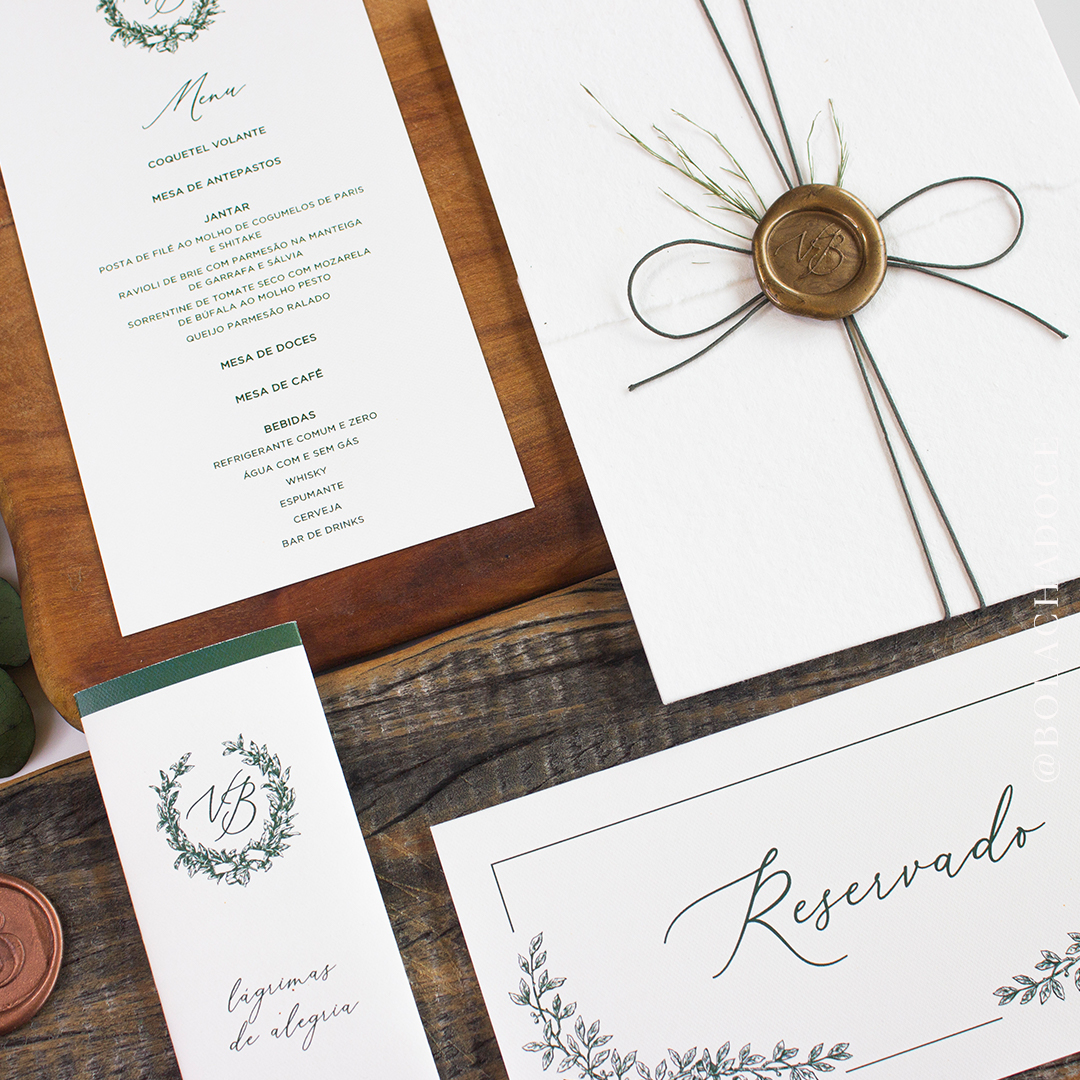 VB
Menu
COQUETEL VOLANTE
MESA DE ANTEPASTOS
JANTAR
POSTA DE FILÉ AO MOLHO DE COGUMELOS DE PARIS
E SHITAKE
RAVIOLI DE BRIE COM PARMESÃO NA MANTEIGA
DE GARRAFA E SÁLVIA
SORRENTINE DE TOMATE SECO COM MOZARELA
DE BÚFALA AO MOLHO PESTO
QUEIJO PARMESÃO RALADO
MESA DE DOCES
MESA DE CAFÉ
BEBIDAS
REFRIGERANTE COMUM E ZERO
ÁGUA COM E SEM GÁS
WHISKY
ESPUMANTE
CERVEJA
BAR DE DRINKS
VB
VB
lágrimas
de alegria
Reservado
B
@BOLACHADOCE